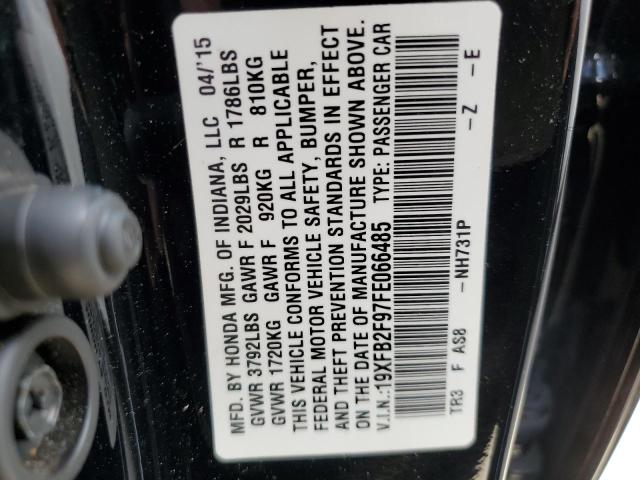 MFD. BY HONDA MFG. OF INDIANA, LLC 04/'15
GVWR 3792LBS GAWR F 2029LBS R 1786LBS
GVWR 1720KG GAWR F 920KG R 810KG
THIS VEHICLE CONFORMS TO ALL APPLICABLE
FEDERAL MOTOR VEHICLE SAFETY, BUMPER,
AND THEFT PREVENTION STANDARDS IN EFFECT
ON THE DATE OF MANUFACTURE SHOWN ABOVE.
V.I.N.:19XFB2F97FE066485 TYPE: PASSENGER CAR
TR3 F AS8 -NH731P -Z -E